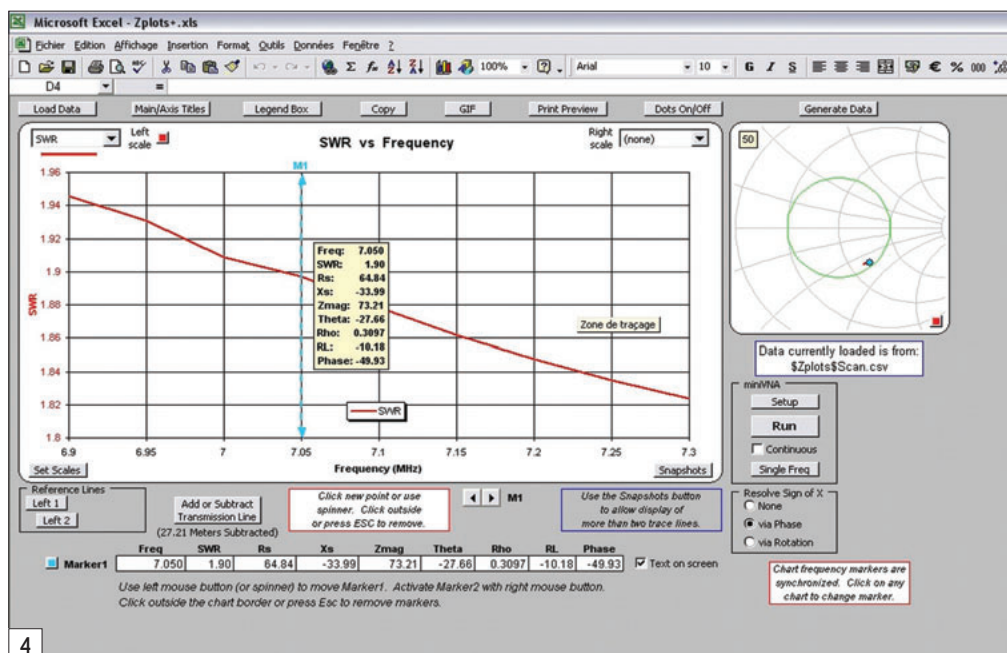 Microsoft Excel - Zplots+.xls
Fichier Edition Affichage Insertion Format Outils Données Fenêtre ?
100% Arial 10 G I S € % 000
D4 =
Load Data Main/Axis Titles Legend Box Copy GIF Print Preview Dots On/Off Generate Data
SWR
Left scale
SWR vs Frequency
Right scale
(none)
50
M1
1.96
1.94
1.92
1.9
1.88
1.86
1.84
1.82
1.8
SWR
Freq: 7.050
SWR: 1.90
Rs: 64.84
Xs: -33.99
Zmag: 73.21
Theta: -27.66
Rho: 0.3097
RL: -10.18
Phase: -49.93
Zone de traçage
SWR
6.9 6.95 7 7.05 7.1 7.15 7.2 7.25 7.3
Set Scales
Frequency (MHz)
Snapshots
Data currently loaded is from:
$Zplots$Scan.csv
miniVNA
Setup
Run
Continuous
Single Freq
Resolve Sign of X
None
via Phase
via Rotation
Reference Lines
Left 1
Left 2
Add or Subtract
Transmission Line
(27.21 Meters Subtracted)
Click new point or use
spinner. Click outside
or press ESC to remove.
M1
Use the Snapshots button
to allow display of
more than two trace lines.
Freq SWR Rs Xs Zmag Theta Rho RL Phase
Marker1 7.050 1.90 64.84 -33.99 73.21 -27.66 0.3097 -10.18 -49.93 Text on screen
Use left mouse button (or spinner) to move Marker1. Activate Marker2 with right mouse button.
Click outside the chart border or press Esc to remove markers.
Chart frequency markers are
synchronized. Click on any
chart to change marker.
4